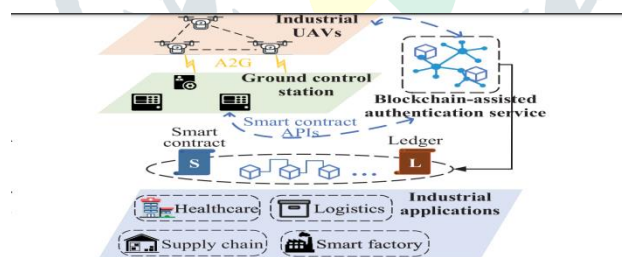 Industrial
UAVs
A2G
Ground control
station
Blockchain-assisted
authentication service
Smart contract
APIs
Smart
contract
Ledger
S
...
L
Industrial
applications
Healthcare
Logistics
Supply chain
Smart factory